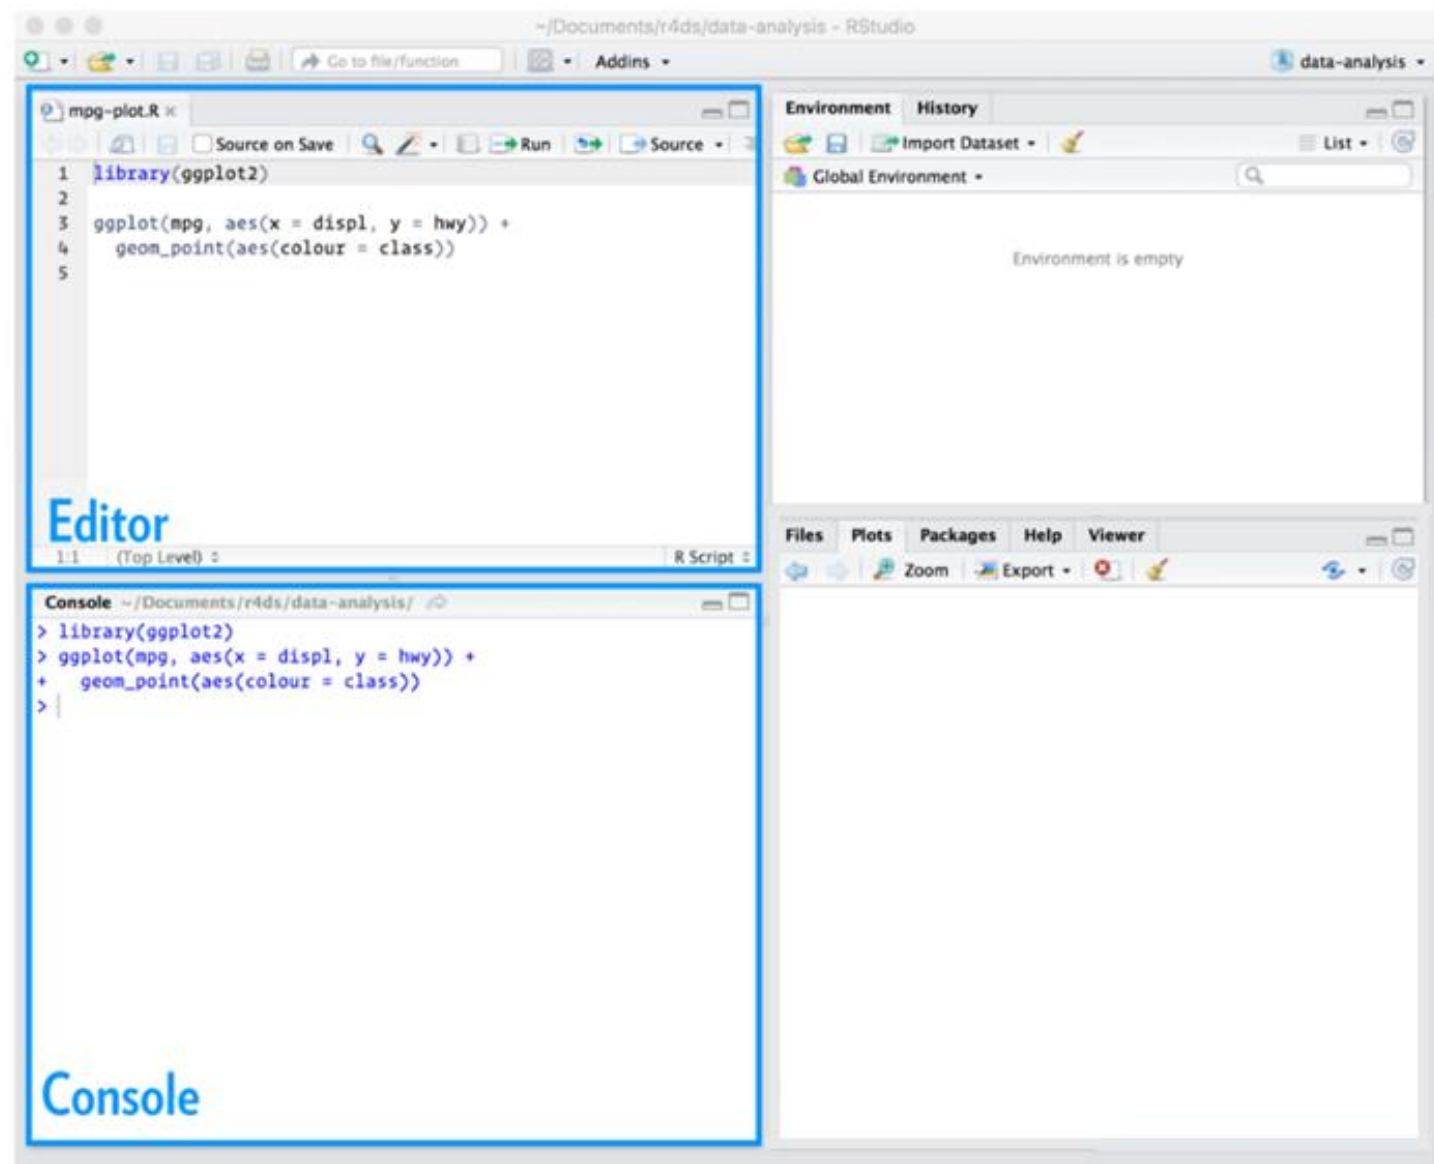 ~/Documents/r4ds/data-analysis - RStudio
Go to file/function Addins data-analysis
mpg-plot.R
Source on Save Run Source
1 library(ggplot2)
2
3 ggplot(mpg, aes(x = displ, y = hwy)) +
4 geom_point(aes(colour = class))
5
Editor
1:1 (Top Level) R Script
Console ~/Documents/r4ds/data-analysis/
> library(ggplot2)
> ggplot(mpg, aes(x = displ, y = hwy)) +
+ geom_point(aes(colour = class))
>
Console
Environment History
Import Dataset List
Global Environment
Environment is empty
Files Plots Packages Help Viewer
Zoom Export